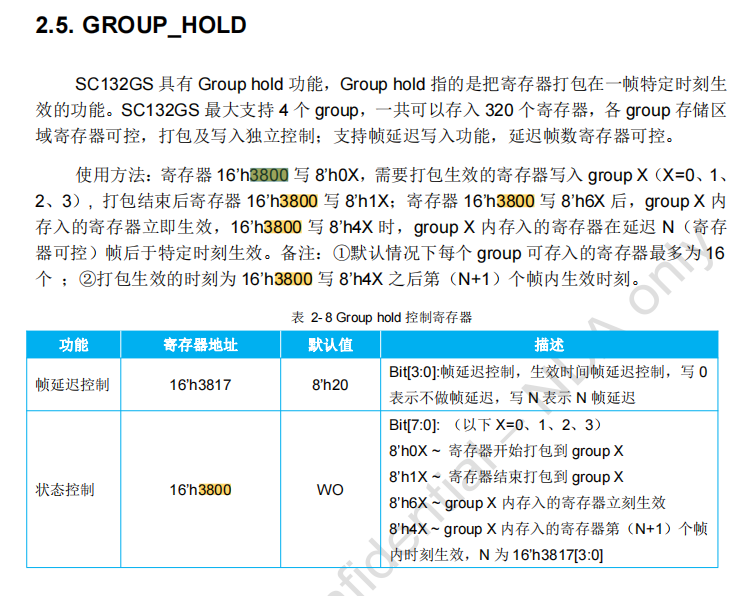 2.5. GROUP_HOLD
SC132GS 具有 Group hold 功能，Group hold 指的是把寄存器打包在一帧特定时刻生
效的功能。SC132GS 最大支持 4 个 group，一共可以存入 320 个寄存器，各 group 存储区
域寄存器可控，打包及写入独立控制；支持帧延迟写入功能，延迟帧数寄存器可控。
使用方法：寄存器 16'h3800 写 8'h0X，需要打包生效的寄存器写入 group X（X=0、1、
2、3）, 打包结束后寄存器 16'h3800 写 8'h1X；寄存器 16'h3800 写 8'h6X 后，group X 内
存入的寄存器立即生效，16'h3800 写 8'h4X 时，group X 内存入的寄存器在延迟 N（寄存
器可控）帧后于特定时刻生效。备注：①默认情况下每个 group 可存入的寄存器最多为 16
个 ；②打包生效的时刻为 16'h3800 写 8'h4X 之后第（N+1）个帧内生效时刻。
表 2- 8 Group hold 控制寄存器
功能 寄存器地址 默认值 描述
帧延迟控制 16'h3817 8'h20 Bit[3:0]:帧延迟控制，生效时间帧延迟控制，写 0
表示不做帧延迟，写 N 表示 N 帧延迟
状态控制 16'h3800 WO Bit[7:0]: （以下 X=0、1、2、3）
8'h0X ~ 寄存器开始打包到 group X
8'h1X ~ 寄存器结束打包到 group X
8'h6X ~ group X 内存入的寄存器立刻生效
8'h4X ~ group X 内存入的寄存器第（N+1）个帧
内时刻生效，N 为 16'h3817[3:0]
nfidential – NDA only